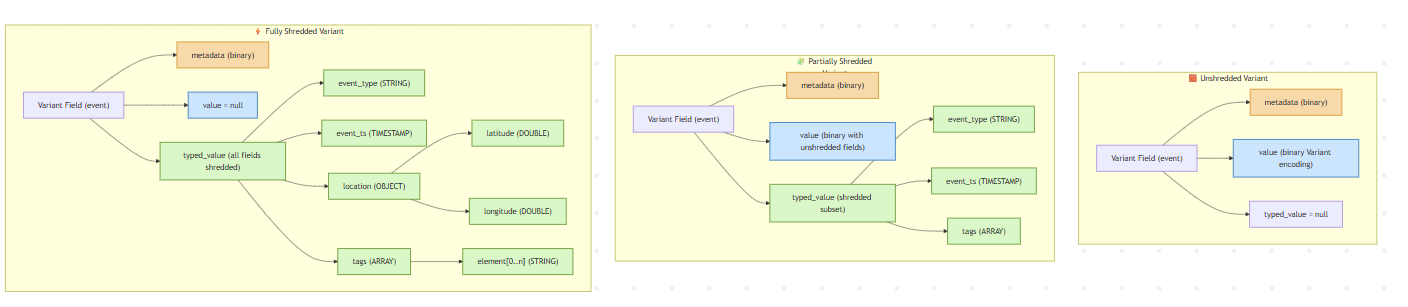 Fully Shredded Variant
metadata (binary)
event_type (STRING)
Variant Field (event)
value = null
event_ts (TIMESTAMP)
latitude (DOUBLE)
typed_value (all fields
shredded)
location (OBJECT)
longitude (DOUBLE)
tags (ARRAY)
element[0..n] (STRING)
Partially Shredded
metadata (binary)
Variant Field (event)
event_type (STRING)
value (binary with
unshredded fields)
event_ts (TIMESTAMP)
typed_value (shredded
subset)
tags (ARRAY)
Unshredded Variant
metadata (binary)
Variant Field (event)
value (binary Variant
encoding)
typed_value = null